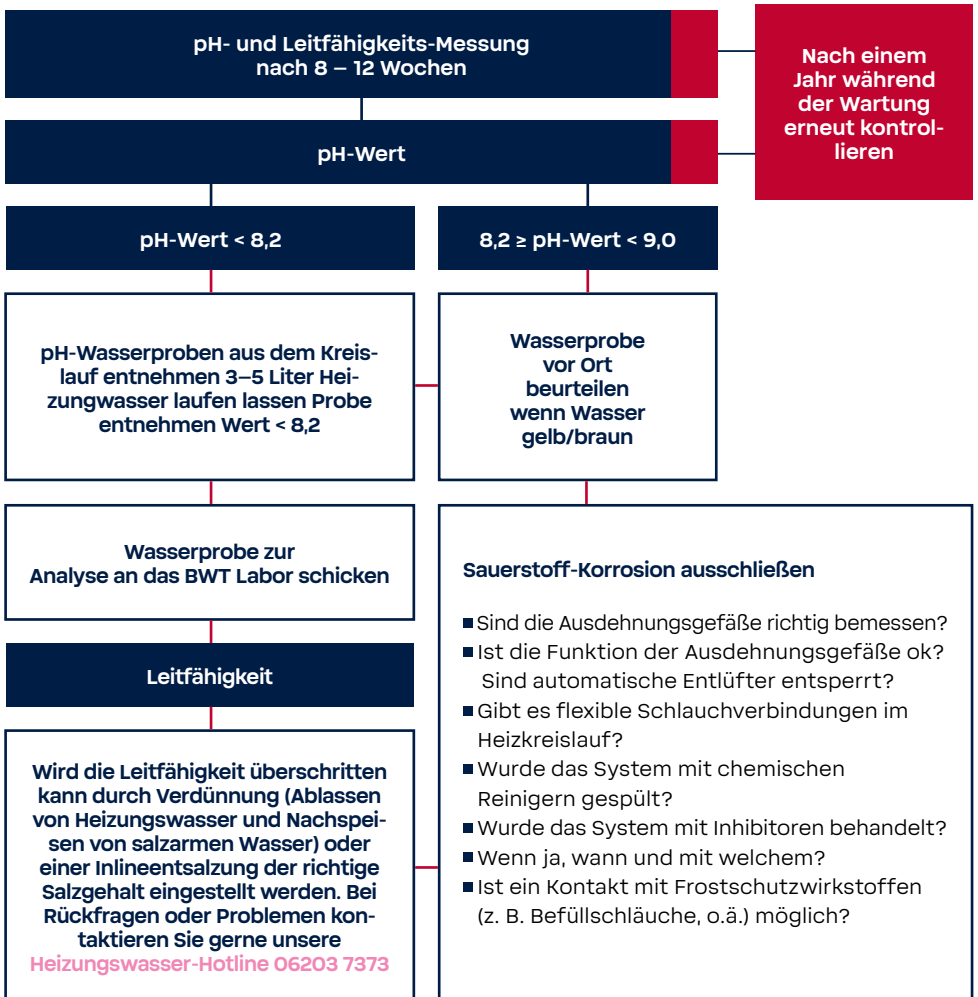 pH- und Leitfähigkeits-Messung
nach 8 – 12 Wochen
Nach einem
Jahr während
der Wartung
erneut kontrol-
lieren
pH-Wert
pH-Wert < 8,2
8,2 ≥ pH-Wert < 9,0
pH-Wasserproben aus dem Kreis-
lauf entnehmen 3–5 Liter Hei-
zungwasser laufen lassen Probe
entnehmen Wert < 8,2
Wasserprobe
vor Ort
beurteilen
wenn Wasser
gelb/braun
Wasserprobe zur
Analyse an das BWT Labor schicken
Leitfähigkeit
Wird die Leitfähigkeit überschritten
kann durch Verdünnung (Ablassen
von Heizungswasser und Nachspei-
sen von salzarmen Wasser) oder
einer Inlineentsalzung der richtige
Salzgehalt eingestellt werden. Bei
Rückfragen oder Problemen kon-
taktieren Sie gerne unsere
Heizungswasser-Hotline 06203 7373
Sauerstoff-Korrosion ausschließen
■ Sind die Ausdehnungsgefäße richtig bemessen?
■ Ist die Funktion der Ausdehnungsgefäße ok?
Sind automatische Entlüfter entsperrt?
■ Gibt es flexible Schlauchverbindungen im
Heizkreislauf?
■ Wurde das System mit chemischen
Reinigern gespült?
■ Wurde das System mit Inhibitoren behandelt?
■ Wenn ja, wann und mit welchem?
■ Ist ein Kontakt mit Frostschutzwirkstoffen
(z. B. Befüllschläuche, o.ä.) möglich?